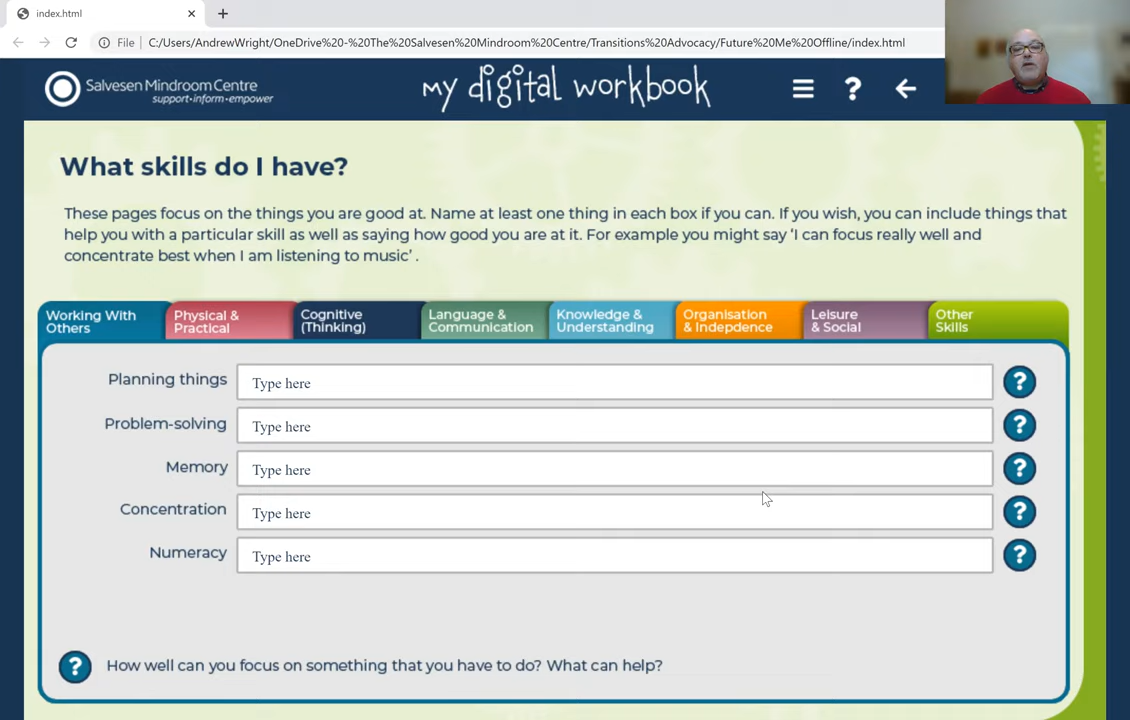 index.html
File
C:/Users/AndrewWright/OneDrive%20-%20The%20Salvesen%20Mindroom%20Centre/Transitions%20Advocacy/Future%20Me%20Offline/index.html
Salvesen Mindroom Centre
support·inform·empower
my digital workbook
?
What skills do I have?
These pages focus on the things you are good at. Name at least one thing in each box if you can. If you wish, you can include things that
help you with a particular skill as well as saying how good you are at it. For example you might say ‘I can focus really well and
concentrate best when I am listening to music’ .
Working With
Others
Physical &
Practical
Cognitive
(Thinking)
Language &
Communication
Knowledge &
Understanding
Organisation
& Indepdence
Leisure
& Social
Other
Skills
Planning things Type here ?
Problem-solving Type here ?
Memory Type here ?
Concentration Type here ?
Numeracy Type here ?
? How well can you focus on something that you have to do? What can help?